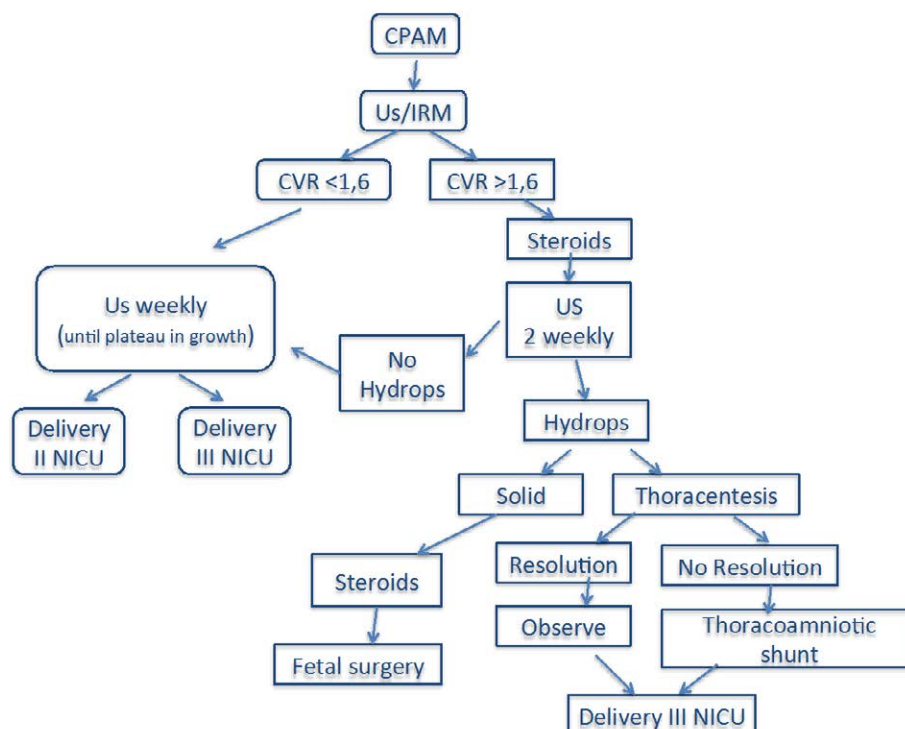 CPAM
Us/IRM
CVR <1,6
CVR >1,6
Steroids
Us weekly
(until plateau in growth)
US
2 weekly
No
Hydrops
Delivery
II NICU
Delivery
III NICU
Hydrops
Solid
Thoracentesis
Steroids
Resolution
No Resolution
Fetal surgery
Observe
Thoracoamniotic
shunt
Delivery III NICU